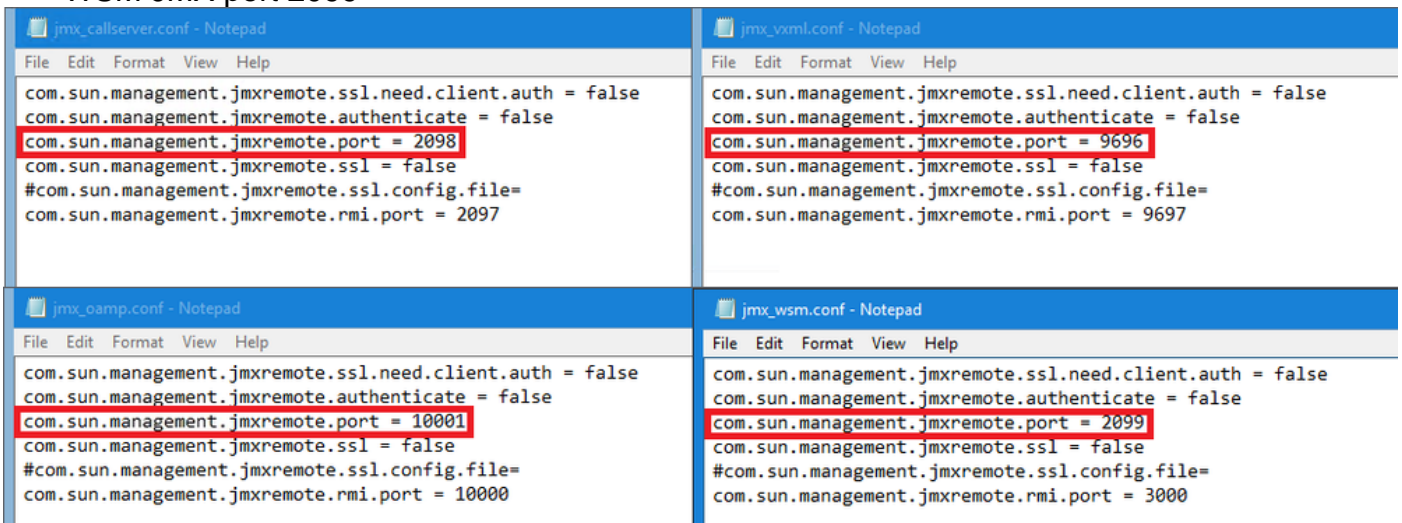 WSM JMX port 2099
jmx_callserver.conf - Notepad
File Edit Format View Help
com.sun.management.jmxremote.ssl.need.client.auth = false
com.sun.management.jmxremote.authenticate = false
com.sun.management.jmxremote.port = 2098
com.sun.management.jmxremote.ssl = false
#com.sun.management.jmxremote.ssl.config.file=
com.sun.management.jmxremote.rmi.port = 2097
jmx_vxml.conf - Notepad
File Edit Format View Help
com.sun.management.jmxremote.ssl.need.client.auth = false
com.sun.management.jmxremote.authenticate = false
com.sun.management.jmxremote.port = 9696
com.sun.management.jmxremote.ssl = false
#com.sun.management.jmxremote.ssl.config.file=
com.sun.management.jmxremote.rmi.port = 9697
jmx_oamp.conf - Notepad
File Edit Format View Help
com.sun.management.jmxremote.ssl.need.client.auth = false
com.sun.management.jmxremote.authenticate = false
com.sun.management.jmxremote.port = 10001
com.sun.management.jmxremote.ssl = false
#com.sun.management.jmxremote.ssl.config.file=
com.sun.management.jmxremote.rmi.port = 10000
jmx_wsm.conf - Notepad
File Edit Format View Help
com.sun.management.jmxremote.ssl.need.client.auth = false
com.sun.management.jmxremote.authenticate = false
com.sun.management.jmxremote.port = 2099
com.sun.management.jmxremote.ssl = false
#com.sun.management.jmxremote.ssl.config.file=
com.sun.management.jmxremote.rmi.port = 3000